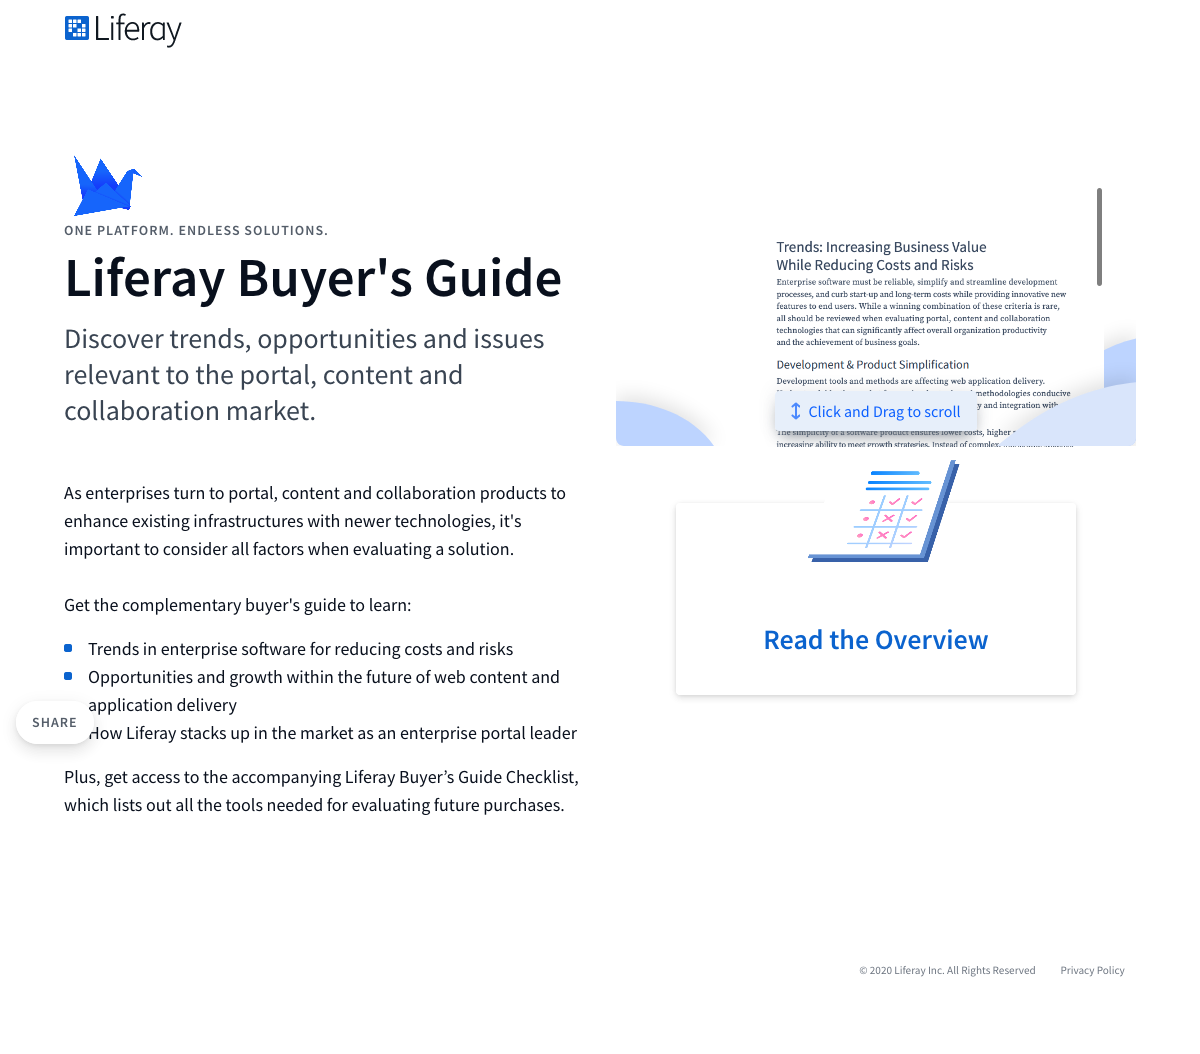 Liferay
ONE PLATFORM. ENDLESS SOLUTIONS.
Liferay Buyer's Guide
Discover trends, opportunities and issues
relevant to the portal, content and
collaboration market.
As enterprises turn to portal, content and collaboration products to
enhance existing infrastructures with newer technologies, it's
important to consider all factors when evaluating a solution.
Get the complementary buyer's guide to learn:
Trends in enterprise software for reducing costs and risks
Opportunities and growth within the future of web content and
application delivery
How Liferay stacks up in the market as an enterprise portal leader
SHARE
Plus, get access to the accompanying Liferay Buyer’s Guide Checklist,
which lists out all the tools needed for evaluating future purchases.
Trends: Increasing Business Value
While Reducing Costs and Risks
Enterprise software must be reliable, simplify and streamline development
processes, and curb start-up and long-term costs while providing innovative new
features to end users. While a winning combination of these criteria is rare,
all should be reviewed when evaluating portal, content and collaboration
technologies that can significantly affect overall organization productivity
and the achievement of business goals.
Development & Product Simplification
Development tools and methods are affecting web application delivery.
methodologies conducive
y and integration with
Click and Drag to scroll
The simplicity of a software product ensures lower costs, higher
increasing ability to meet growth strategies. Instead of complex,
Read the Overview
© 2020 Liferay Inc. All Rights Reserved
Privacy Policy